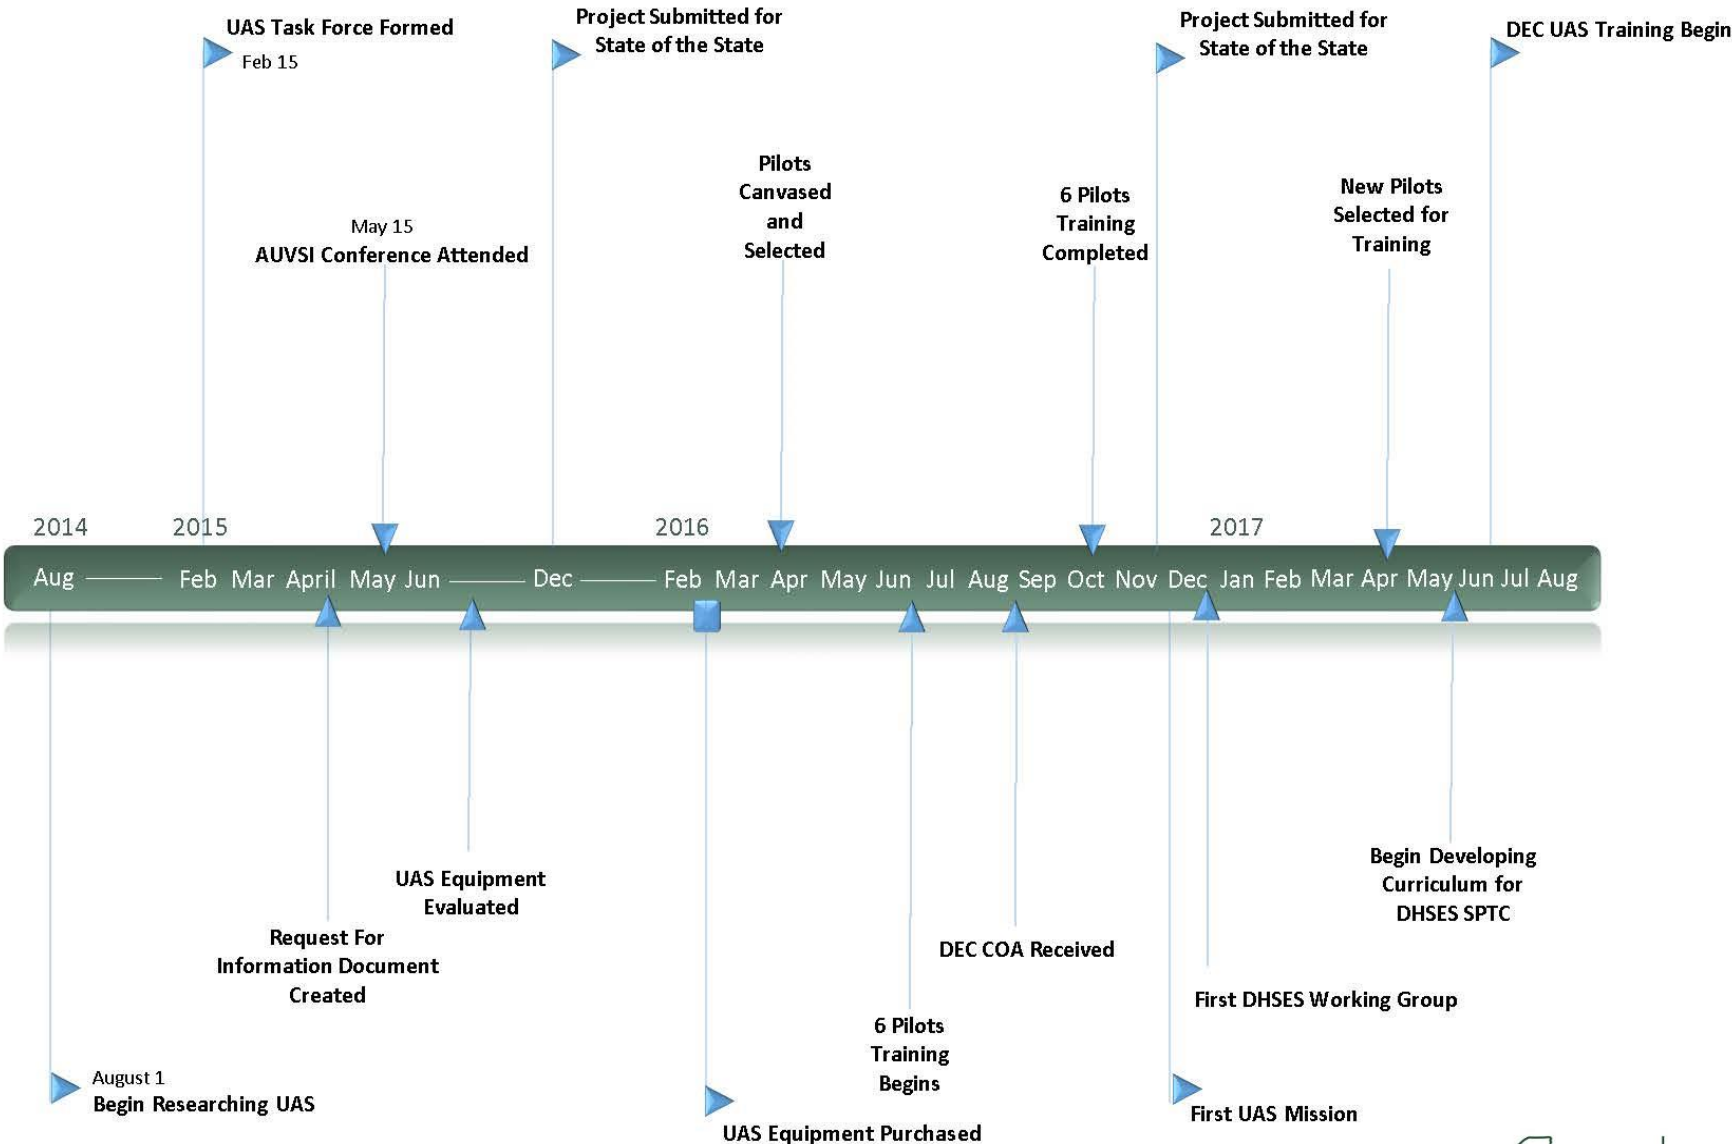 UAS Task Force Formed
Feb 15
Project Submitted for
State of the State
Project Submitted for
State of the State
DEC UAS Training Begin
May 15
AUVSI Conference Attended
Pilots
Canvased
and
Selected
6 Pilots
Training
Completed
New Pilots
Selected for
Training
2014 2015 2016 2017
Aug Feb Mar April May Jun Dec Feb Mar Apr May Jun Jul Aug Sep Oct Nov Dec Jan Feb Mar Apr May Jun Jul Aug
UAS Equipment
Evaluated
Request For
Information Document
Created
August 1
Begin Researching UAS
UAS Equipment Purchased
6 Pilots
Training
Begins
DEC COA Received
First DHSES Working Group
First UAS Mission
Begin Developing
Curriculum for
DHSES SPTC